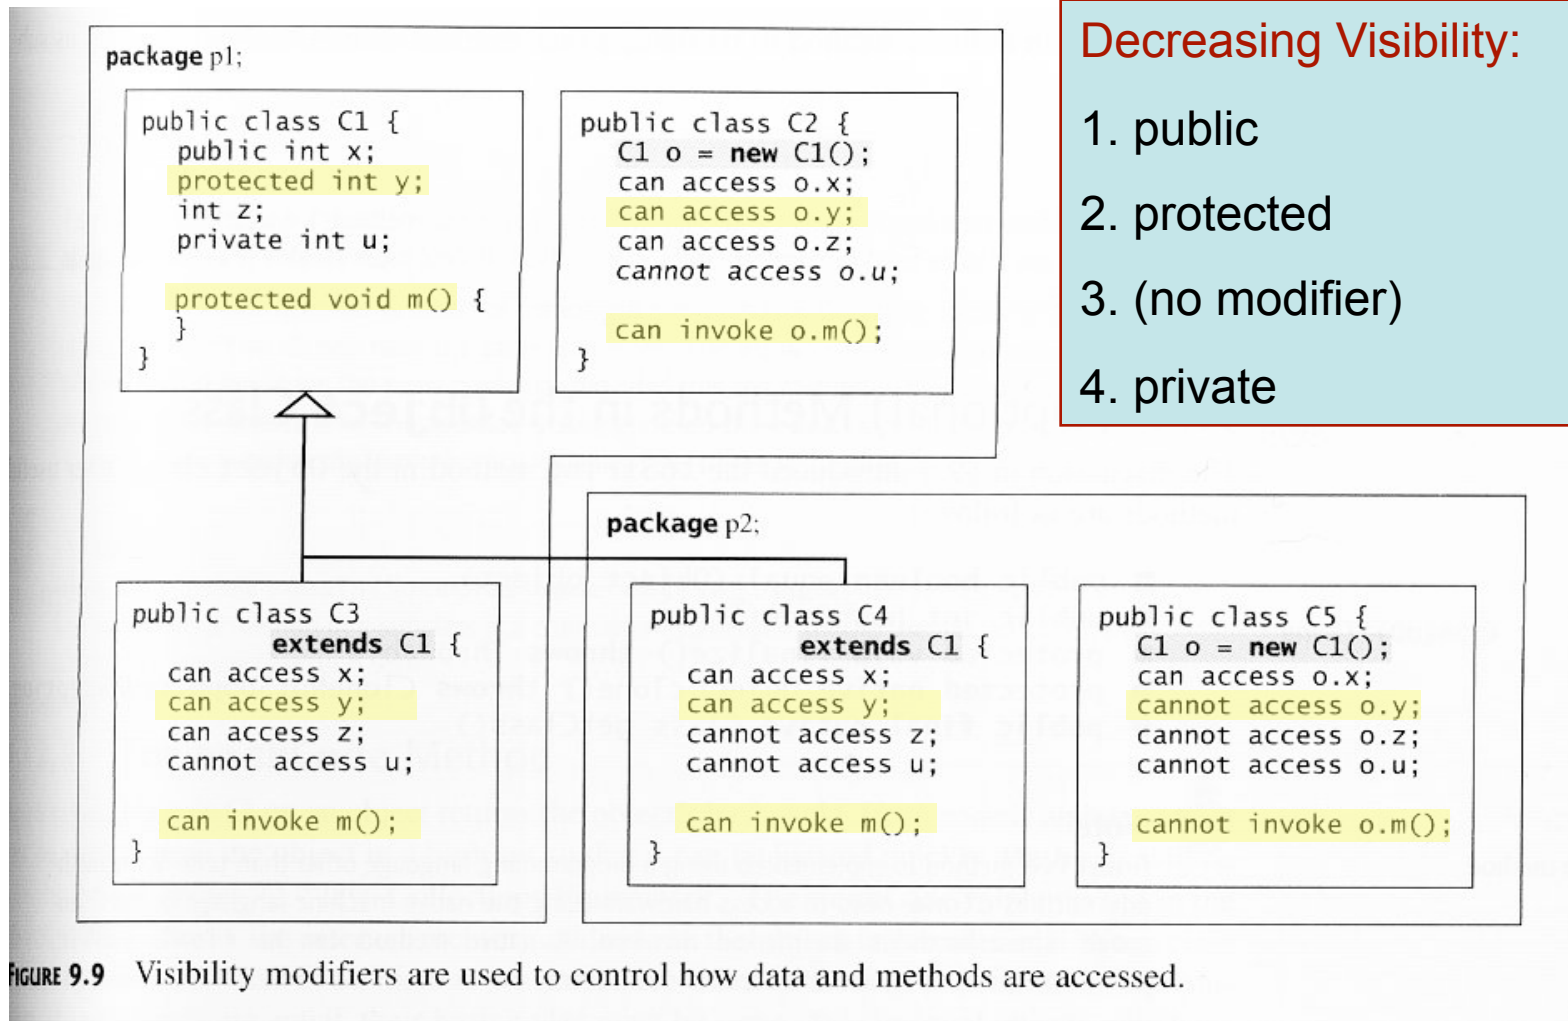 package p1;
public class C1 {
public int x;
protected int y;
int z;
private int u;
protected void m() {
}
}
public class C2 {
C1 o = new C1();
can access o.x;
can access o.y;
can access o.z;
cannot access o.u;
can invoke o.m();
}
Decreasing Visibility:
1. public
2. protected
3. (no modifier)
4. private
package p2;
public class C3
extends C1 {
can access x;
can access y;
can access z;
cannot access u;
can invoke m();
}
public class C4
extends C1 {
can access x;
can access y;
cannot access z;
cannot access u;
can invoke m();
}
public class C5 {
C1 o = new C1();
can access o.x;
cannot access o.y;
cannot access o.z;
cannot access o.u;
cannot invoke o.m();
}
FIGURE 9.9 Visibility modifiers are used to control how data and methods are accessed.